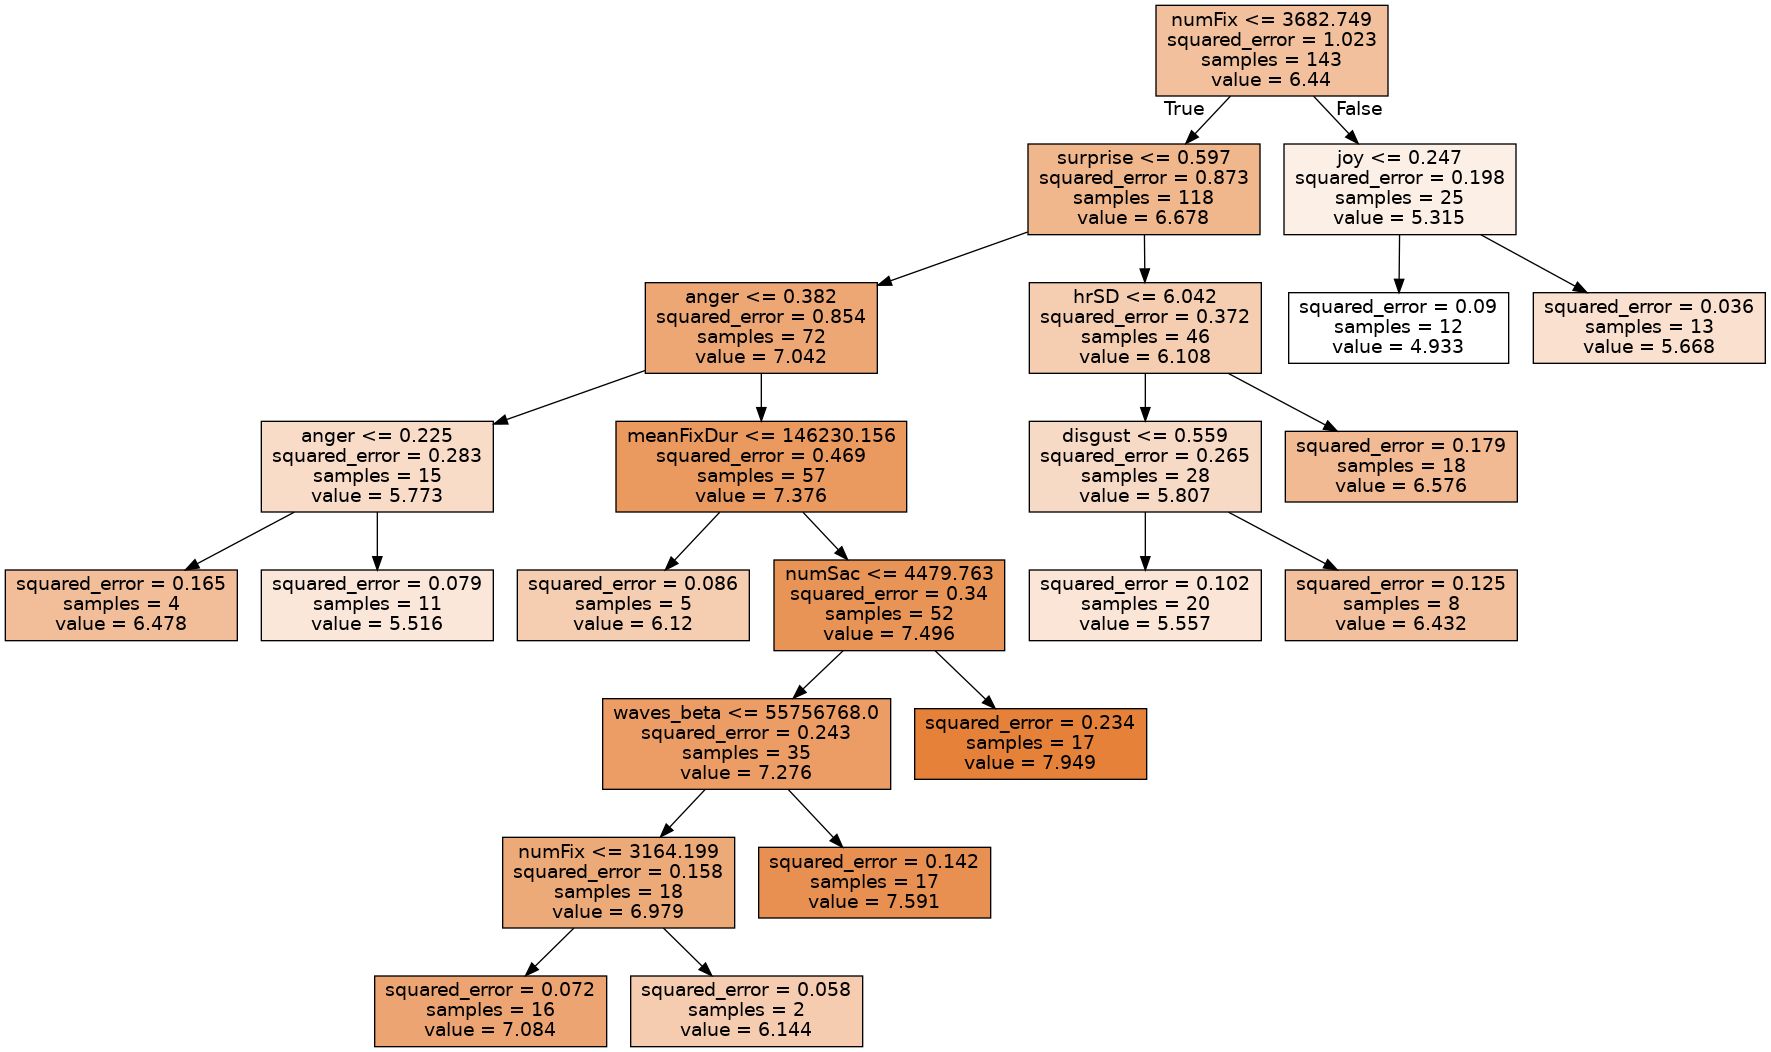 numFix <= 3682.749
squared_error = 1.023
samples = 143
value = 6.44
True
False
surprise <= 0.597
squared_error = 0.873
samples = 118
value = 6.678
joy <= 0.247
squared_error = 0.198
samples = 25
value = 5.315
anger <= 0.382
squared_error = 0.854
samples = 72
value = 7.042
hrSD <= 6.042
squared_error = 0.372
samples = 46
value = 6.108
squared_error = 0.09
samples = 12
value = 4.933
squared_error = 0.036
samples = 13
value = 5.668
anger <= 0.225
squared_error = 0.283
samples = 15
value = 5.773
meanFixDur <= 146230.156
squared_error = 0.469
samples = 57
value = 7.376
disgust <= 0.559
squared_error = 0.265
samples = 28
value = 5.807
squared_error = 0.179
samples = 18
value = 6.576
squared_error = 0.165
samples = 4
value = 6.478
squared_error = 0.079
samples = 11
value = 5.516
squared_error = 0.086
samples = 5
value = 6.12
numSac <= 4479.763
squared_error = 0.34
samples = 52
value = 7.496
squared_error = 0.102
samples = 20
value = 5.557
squared_error = 0.125
samples = 8
value = 6.432
waves_beta <= 55756768.0
squared_error = 0.243
samples = 35
value = 7.276
squared_error = 0.234
samples = 17
value = 7.949
numFix <= 3164.199
squared_error = 0.158
samples = 18
value = 6.979
squared_error = 0.142
samples = 17
value = 7.591
squared_error = 0.072
samples = 16
value = 7.084
squared_error = 0.058
samples = 2
value = 6.144